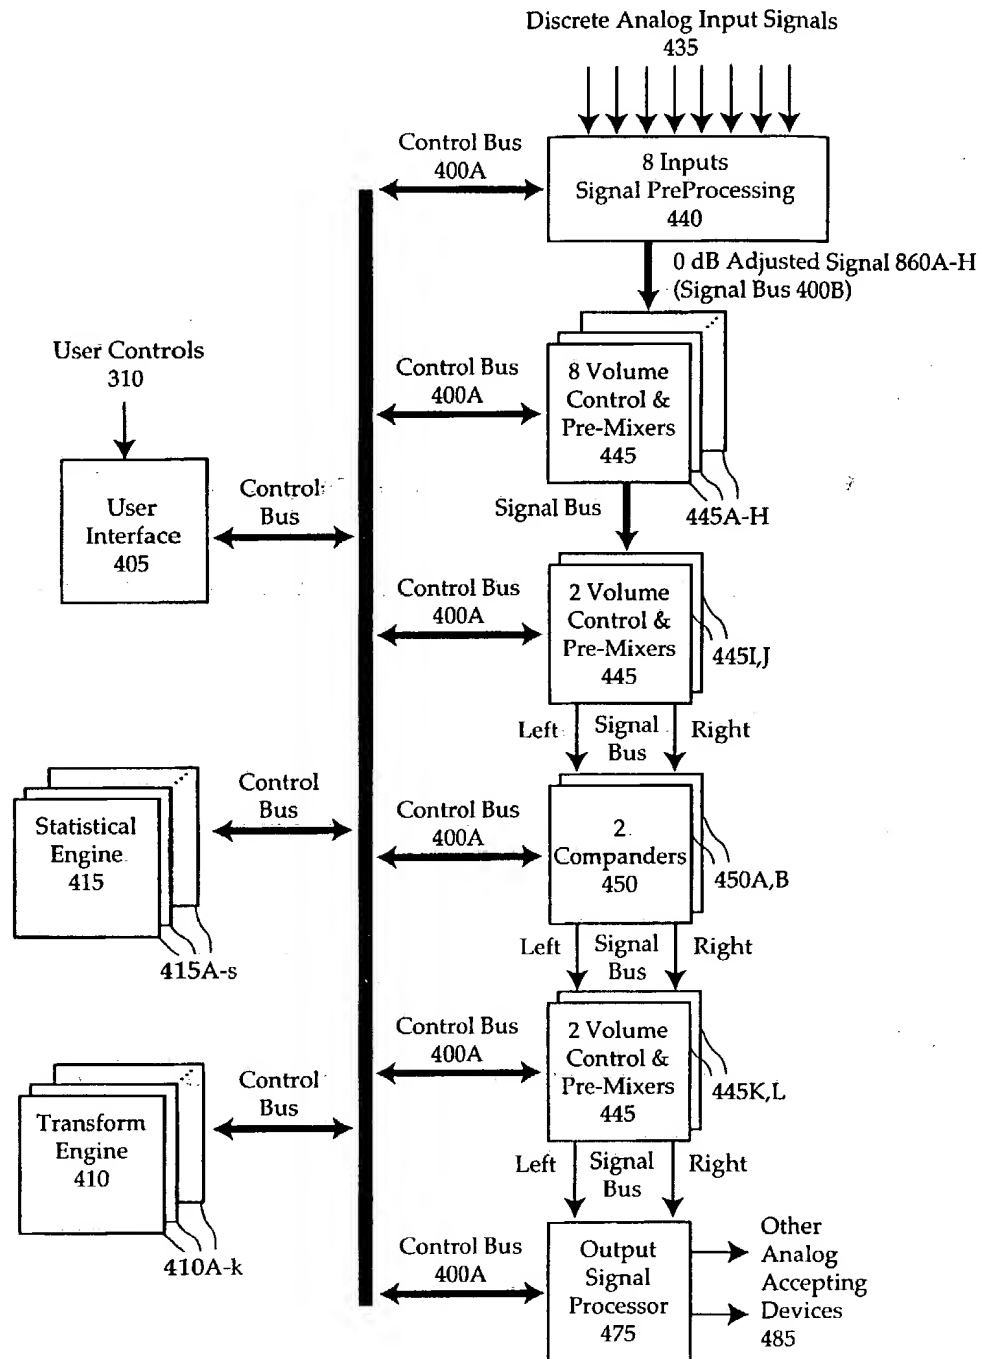 Discrete Analog Input Signals
435
Control Bus
400A
8 Inputs
Signal PreProcessing
440
0 dB Adjusted Signal 860A-H
(Signal Bus 400B)
User Controls
310
Control Bus
400A
8 Volume
Control &
Pre-Mixers
445
445A-H
User
Interface
405
Control
Bus
Signal Bus
Control Bus
400A
2 Volume
Control &
Pre-Mixers
445
445I,J
Left
Signal
Bus
Right
Statistical
Engine
415
415A-s
Control
Bus
Control Bus
400A
2
Companders
450
450A,B
Left
Signal
Bus
Right
Transform
Engine
410
410A-k
Control
Bus
Control Bus
400A
2 Volume
Control &
Pre-Mixers
445
445K,L
Left
Signal
Bus
Right
Control Bus
400A
Output
Signal
Processor
475
Other
Analog
Accepting
Devices
485